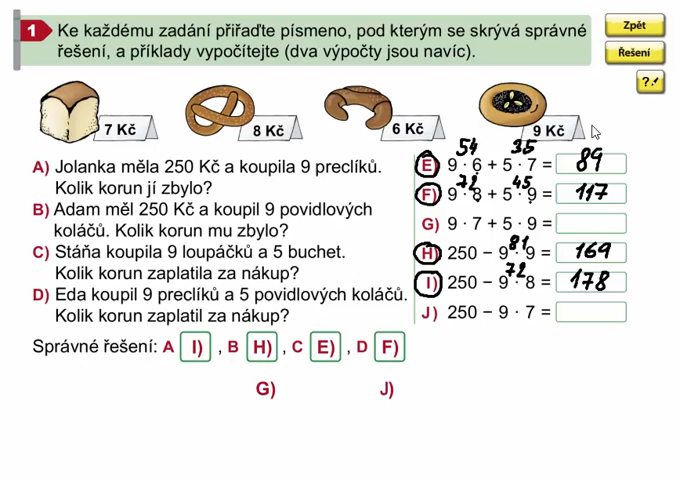 1 Ke každému zadání přiřaďte písmeno, pod kterým se skrývá správné
řešení, a příklady vypočítejte (dva výpočty jsou navíc).
Zpět
Řešení
?
7 Kč
8 Kč
6 Kč
9 Kč
A) Jolanka měla 250 Kč a koupila 9 preclíků.
Kolik korun jí zbylo?
B) Adam měl 250 Kč a koupil 9 povidlových
koláčů. Kolik korun mu zbylo?
C) Stáňa koupila 9 loupáčků a 5 buchet.
Kolik korun zaplatila za nákup?
D) Eda koupil 9 preclíků a 5 povidlových koláčů.
Kolik korun zaplatil za nákup?
54 35
E) 9 · 6 + 5 · 7 = 89
72 45
F) 9 · 8 + 5 · 9 = 117
G) 9 · 7 + 5 · 9 =
81
H) 250 − 9 · 9 = 169
72
I) 250 − 9 · 8 = 178
J) 250 − 9 · 7 =
Správné řešení: A I) , B H) , C E) , D F)
G) J)